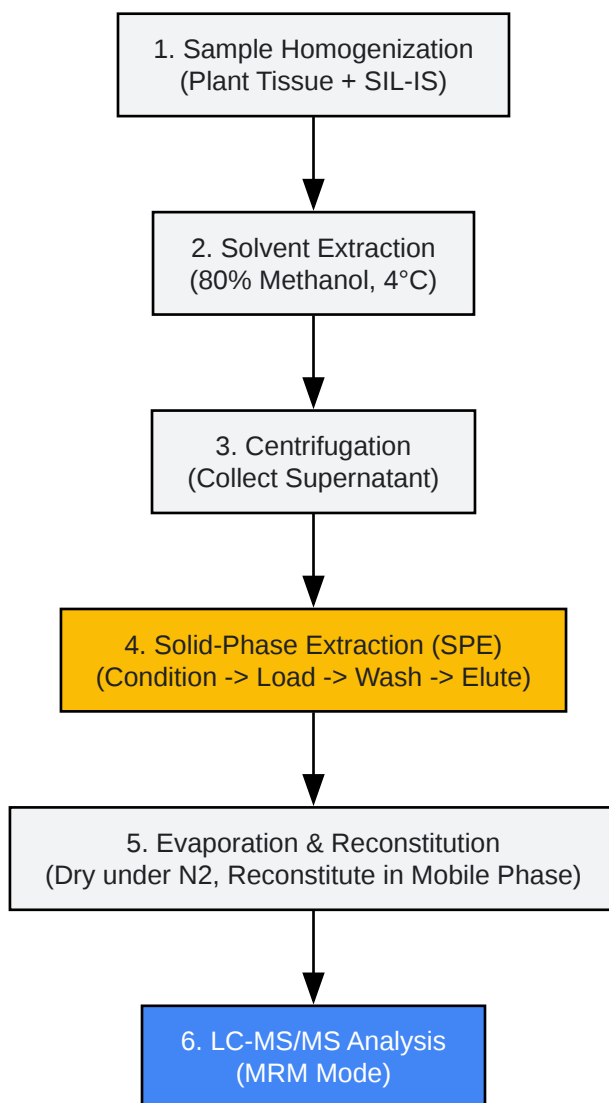 1. Sample Homogenization
(Plant Tissue + SIL-IS)
2. Solvent Extraction
(80% Methanol, 4°C)
3. Centrifugation
(Collect Supernatant)
4. Solid-Phase Extraction (SPE)
(Condition -> Load -> Wash -> Elute)
5. Evaporation & Reconstitution
(Dry under N2, Reconstitute in Mobile Phase)
6. LC-MS/MS Analysis
(MRM Mode)